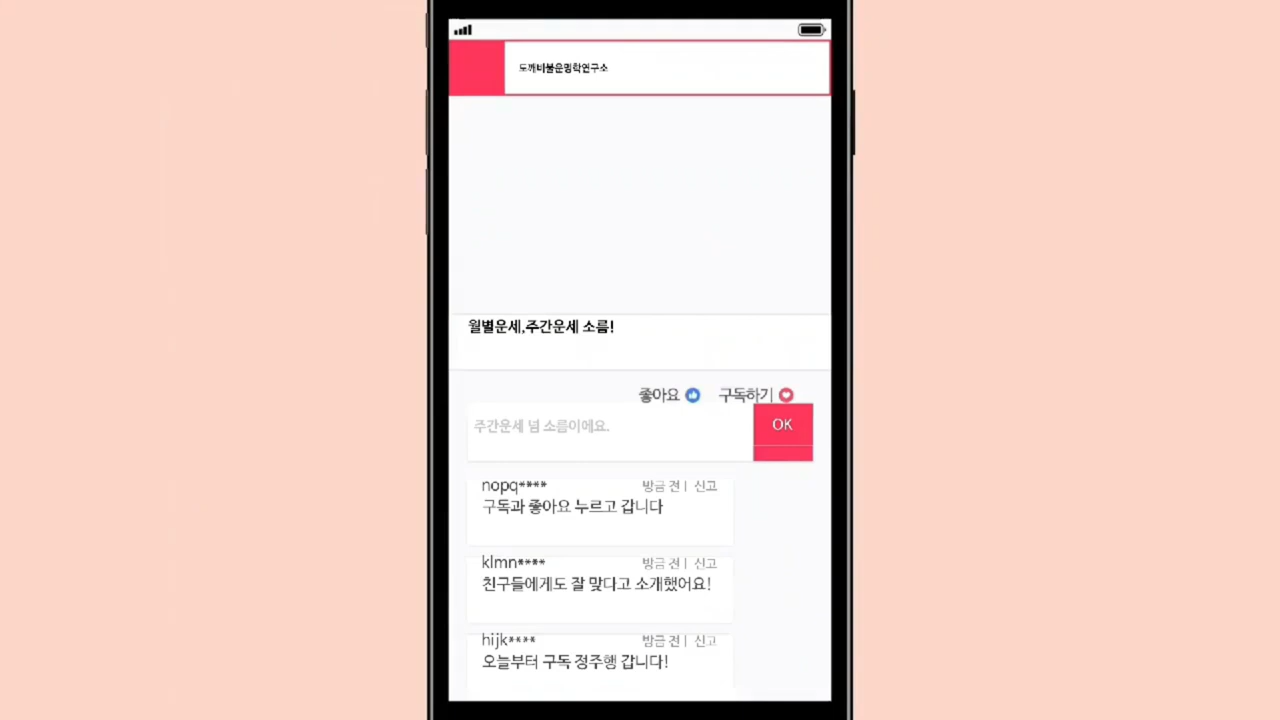 도깨비불운명학연구소
월별운세,주간운세 소름!
좋아요 구독하기
주간운세 넘 소름이에요. OK
nopq**** 방금 전 | 신고
구독과 좋아요 누르고 갑니다
klmn**** 방금 전 | 신고
친구들에게도 잘 맞다고 소개했어요!
hijk**** 방금 전 | 신고
오늘부터 구독 정주행 갑니다!